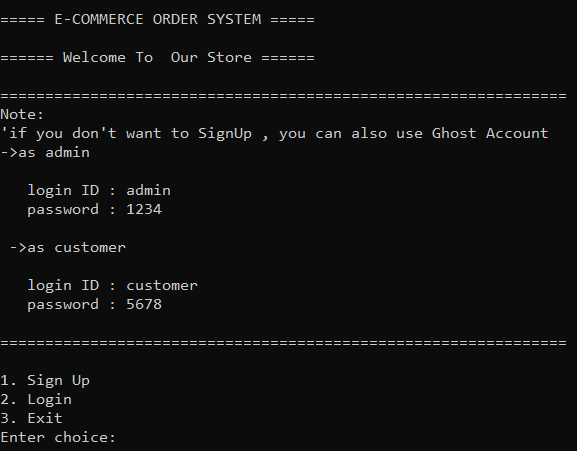 ===== E-COMMERCE ORDER SYSTEM =====
====== Welcome To  Our Store ======
===============================================================
Note:
'if you don't want to SignUp , you can also use Ghost Account
->as admin
login ID : admin
password : 1234
->as customer
login ID : customer
password : 5678
===============================================================
1. Sign Up
2. Login
3. Exit
Enter choice: